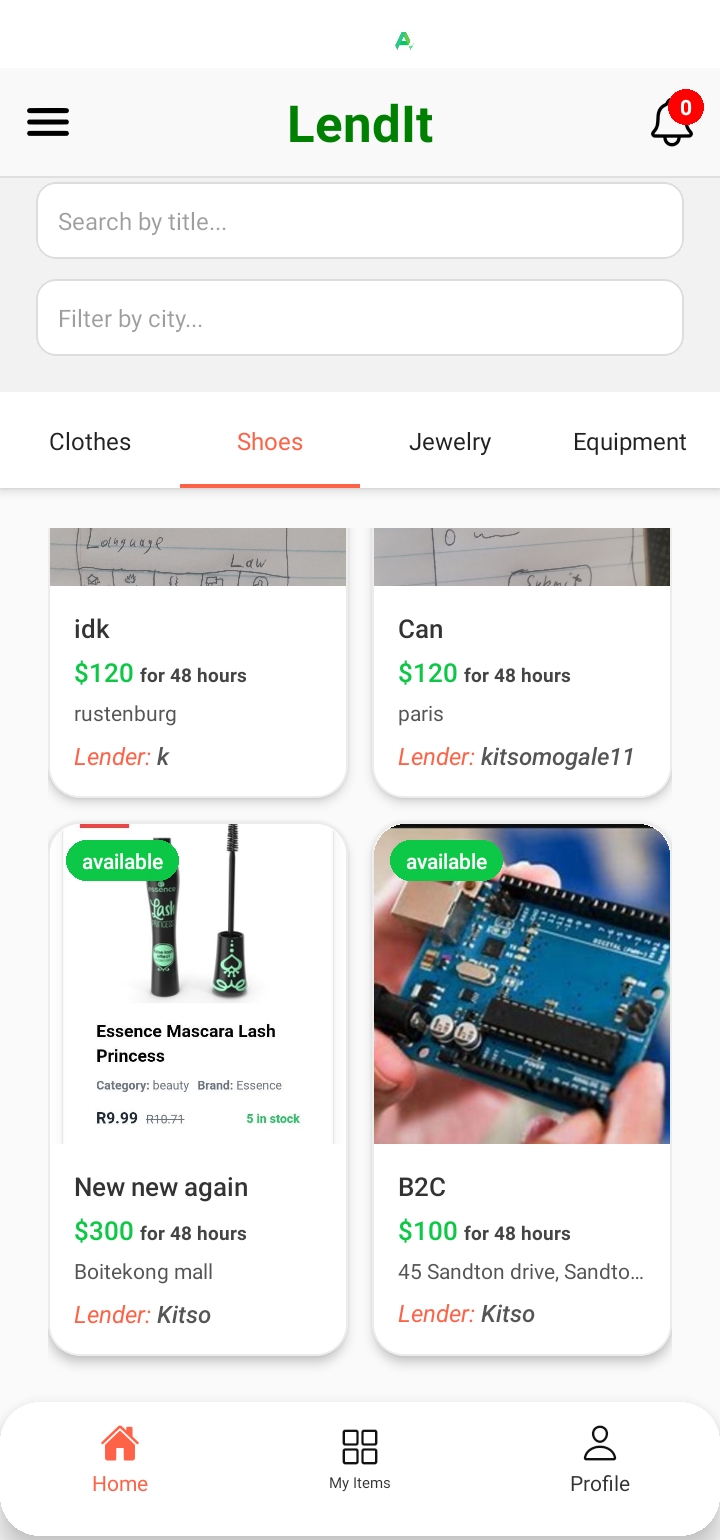 LendIt
0
Search by title...
Filter by city...
Clothes
Shoes
Jewelry
Equipment
Language
Law
Submit
idk
$120 for 48 hours
rustenburg
Lender: k
Can
$120 for 48 hours
paris
Lender: kitsomogale11
available
essence
Lash
Essence Mascara Lash
Princess
Category: beauty Brand: Essence
R9.99 R10.71 5 in stock
New new again
$300 for 48 hours
Boitekong mall
Lender: Kitso
available
B2C
$100 for 48 hours
45 Sandton drive, Sandto...
Lender: Kitso
Home
My Items
Profile